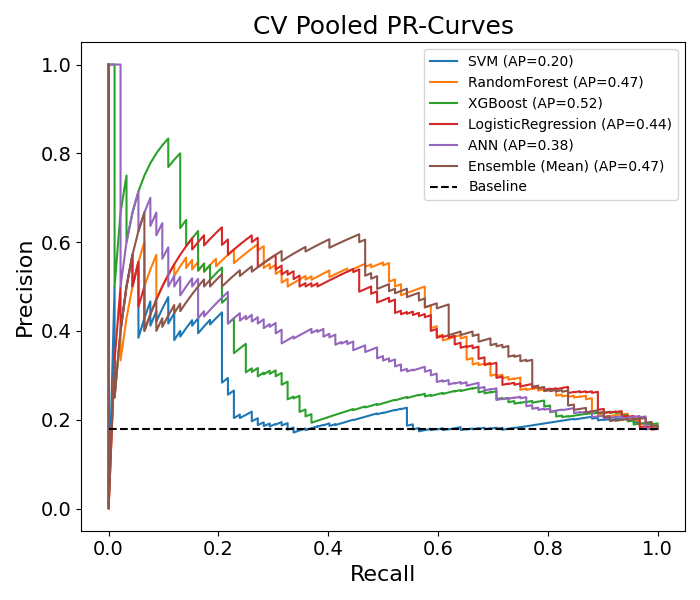 CV Pooled PR-Curves
SVM (AP=0.20)
RandomForest (AP=0.47)
XGBoost (AP=0.52)
LogisticRegression (AP=0.44)
ANN (AP=0.38)
Ensemble (Mean) (AP=0.47)
Baseline
Precision
1.0
0.8
0.6
0.4
0.2
0.0
0.0 0.2 0.4 0.6 0.8 1.0
Recall